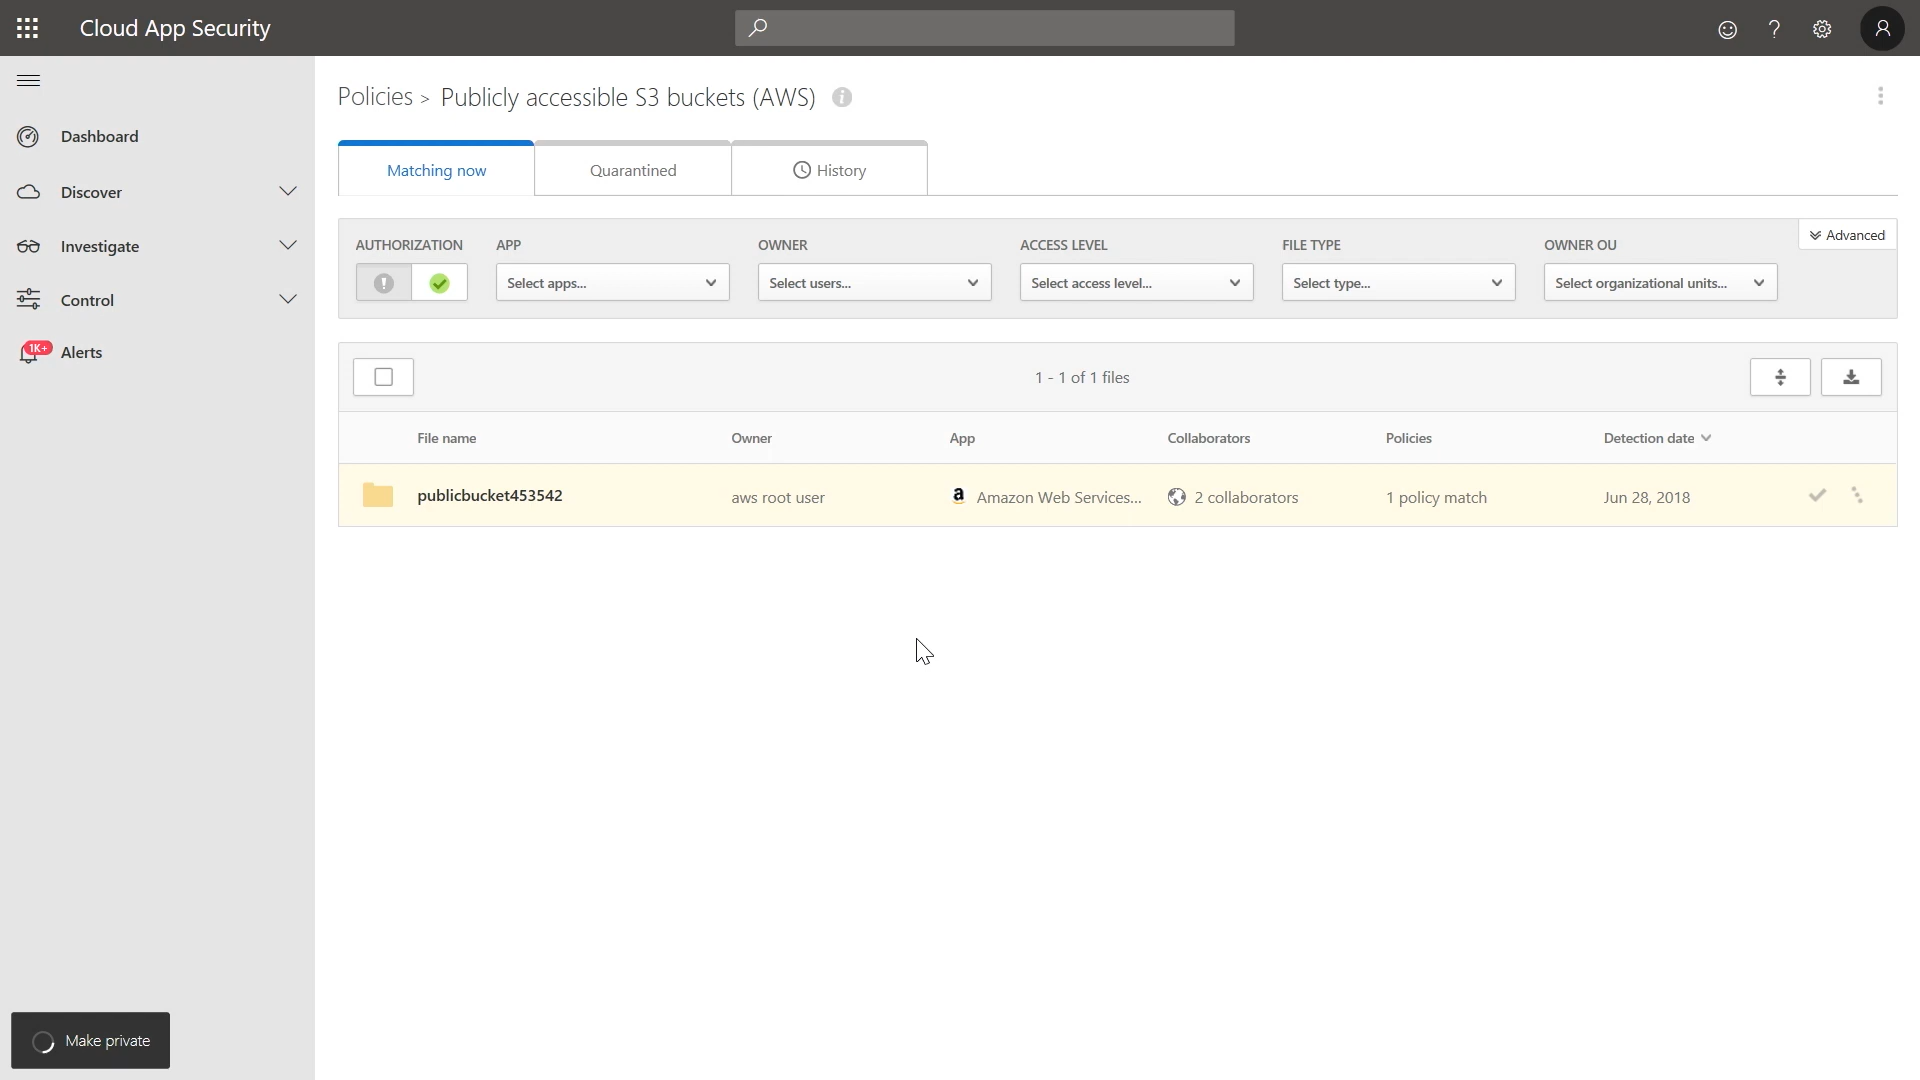 Cloud App Security
Dashboard
Discover
Investigate
Control
1K+
Alerts
Policies > Publicly accessible S3 buckets (AWS)
Matching now
Quarantined
History
Advanced
AUTHORIZATION
APP
OWNER
ACCESS LEVEL
FILE TYPE
OWNER OU
Select apps...
Select users...
Select access level...
Select type...
Select organizational units...
1 - 1 of 1 files
File name
Owner
App
Collaborators
Policies
Detection date
publicbucket453542
aws root user
Amazon Web Services...
2 collaborators
1 policy match
Jun 28, 2018
Make private